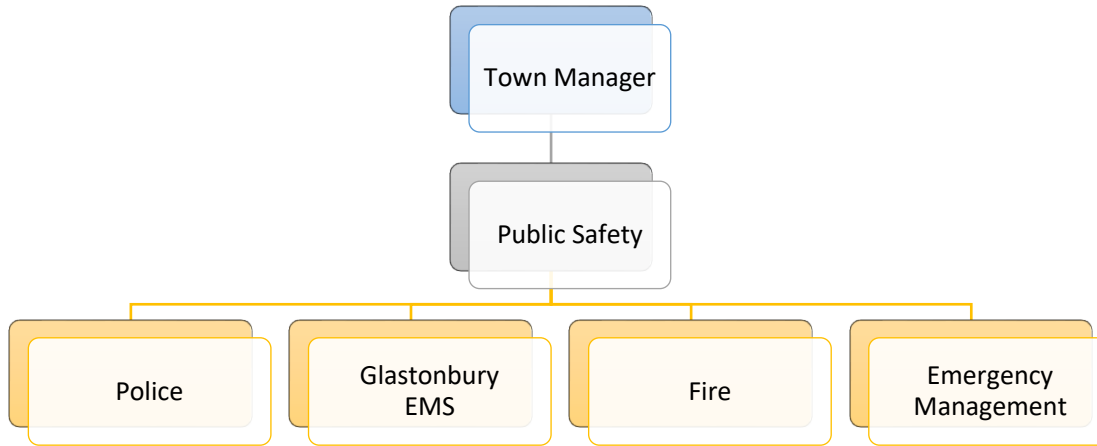 Town Manager
Public Safety
Police
Glastonbury
EMS
Fire
Emergency
Management